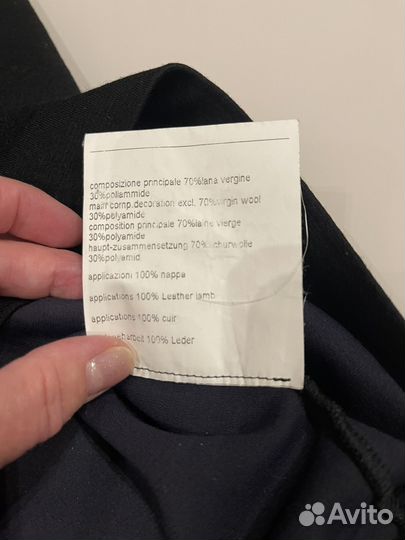 composizione principale 70%lana vergine
30%poliammide
main comp.decoration excl. 70%virgin wool
30%polyamide
composition principale 70%laine vierge
30%polyamide
haupt-zusammensetzung 70%schurwolle
30%polyamid
applicazioni 100% nappa
applications 100% Leather lamb
applications 100% cuir
100% Leder
Avito